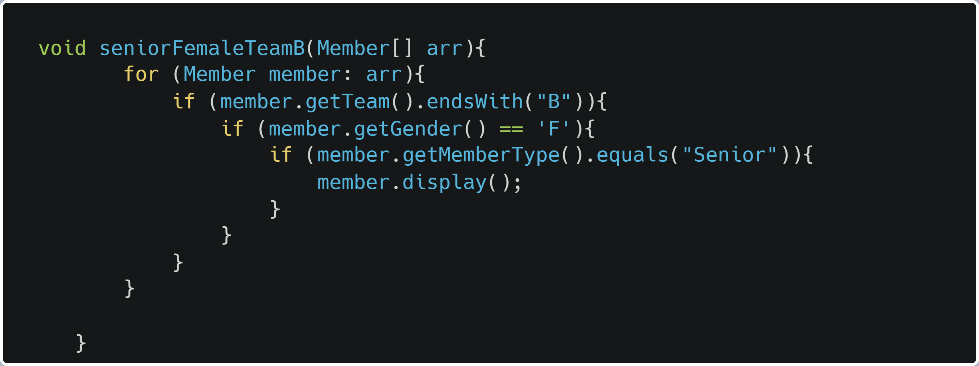 void seniorFemaleTeamB(Member[] arr){
        for (Member member: arr){
            if (member.getTeam().endsWith("B")){
                if (member.getGender() == 'F'){
                    if (member.getMemberType().equals("Senior")){
                        member.display();
                    }
                }
            }
        }
    }